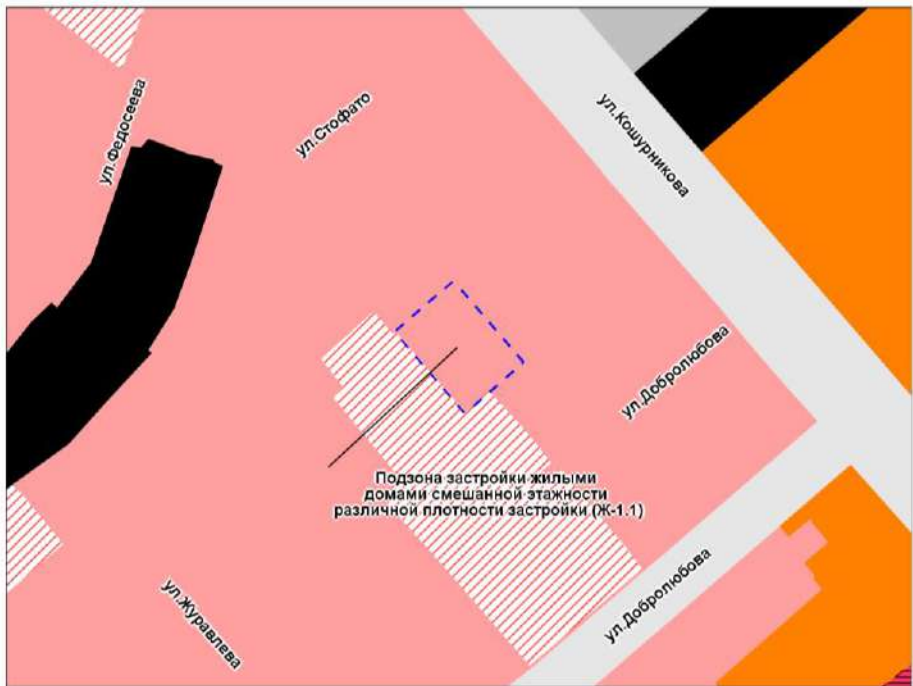 ул.Федосеева
ул.Стофато
ул.Кошурникова
ул.Добролюбова
Подзона застройки жилыми
домами смешанной этажности
различной плотности застройки (Ж-1.1)
ул.Добролюбова
ул.Журавлева